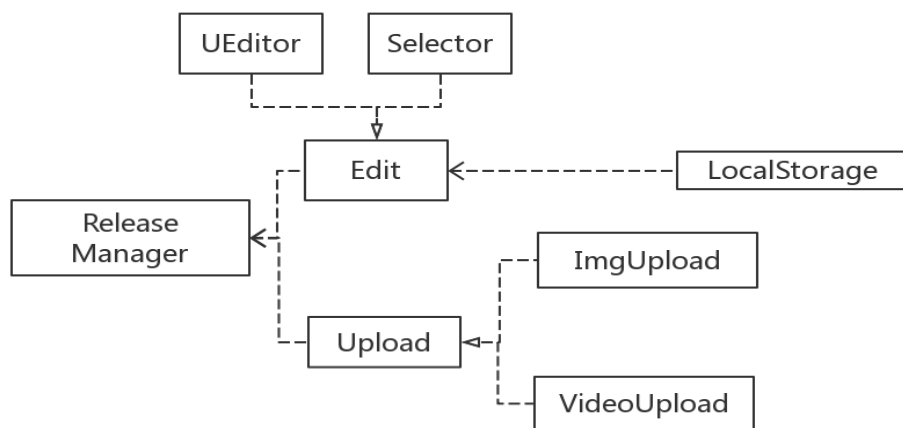 UEditor
Selector
Edit
LocalStorage
Release
Manager
ImgUpload
Upload
VideoUpload